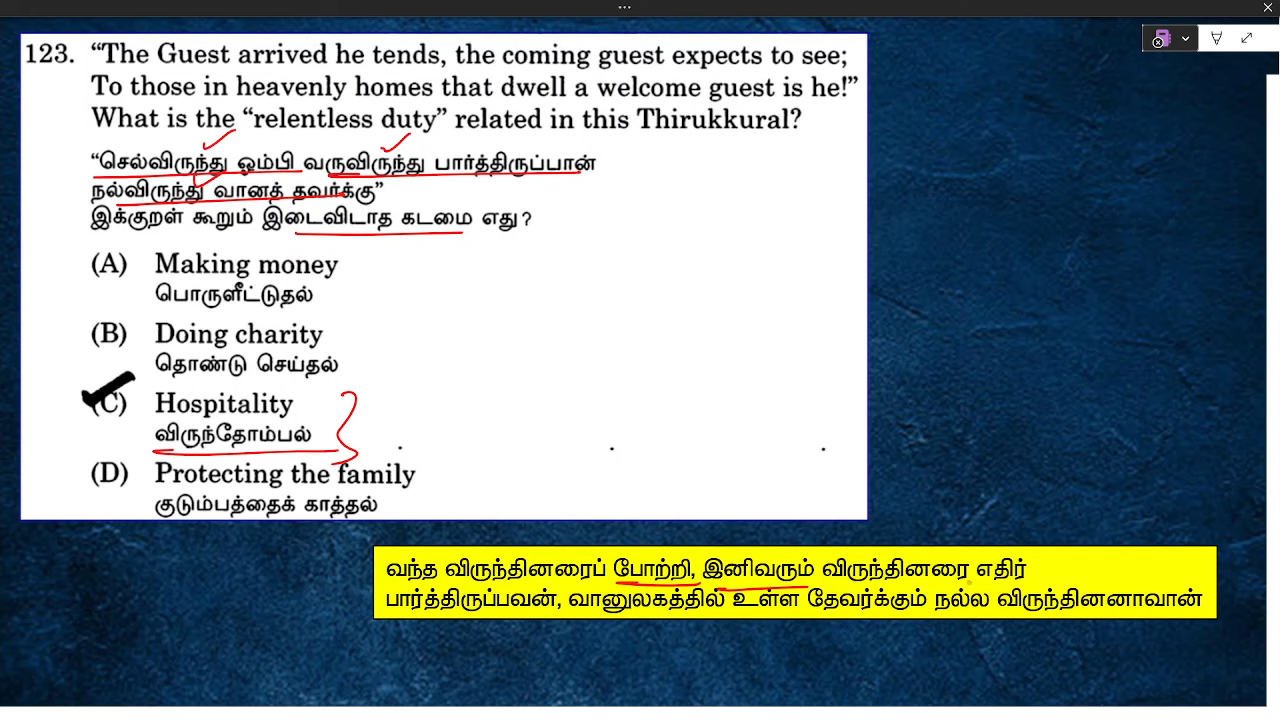 123. “The Guest arrived he tends, the coming guest expects to see;
To those in heavenly homes that dwell a welcome guest is he!”
What is the “relentless duty” related in this Thirukkural?
“செல்விருந்து ஓம்பி வருவிருந்து பார்த்திருப்பான்
நல்விருந்து வானத் தவர்க்கு”
இக்குறள் கூறும் இடைவிடாத கடமை எது?
(A) Making money
பொருளீட்டுதல்
(B) Doing charity
தொண்டு செய்தல்
(C) Hospitality
விருந்தோம்பல்
(D) Protecting the family
குடும்பத்தைக் காத்தல்
வந்த விருந்தினரைப் போற்றி, இனிவரும் விருந்தினரை எதிர்
பார்த்திருப்பவன், வானுலகத்தில் உள்ள தேவர்க்கும் நல்ல விருந்தினனாவான்